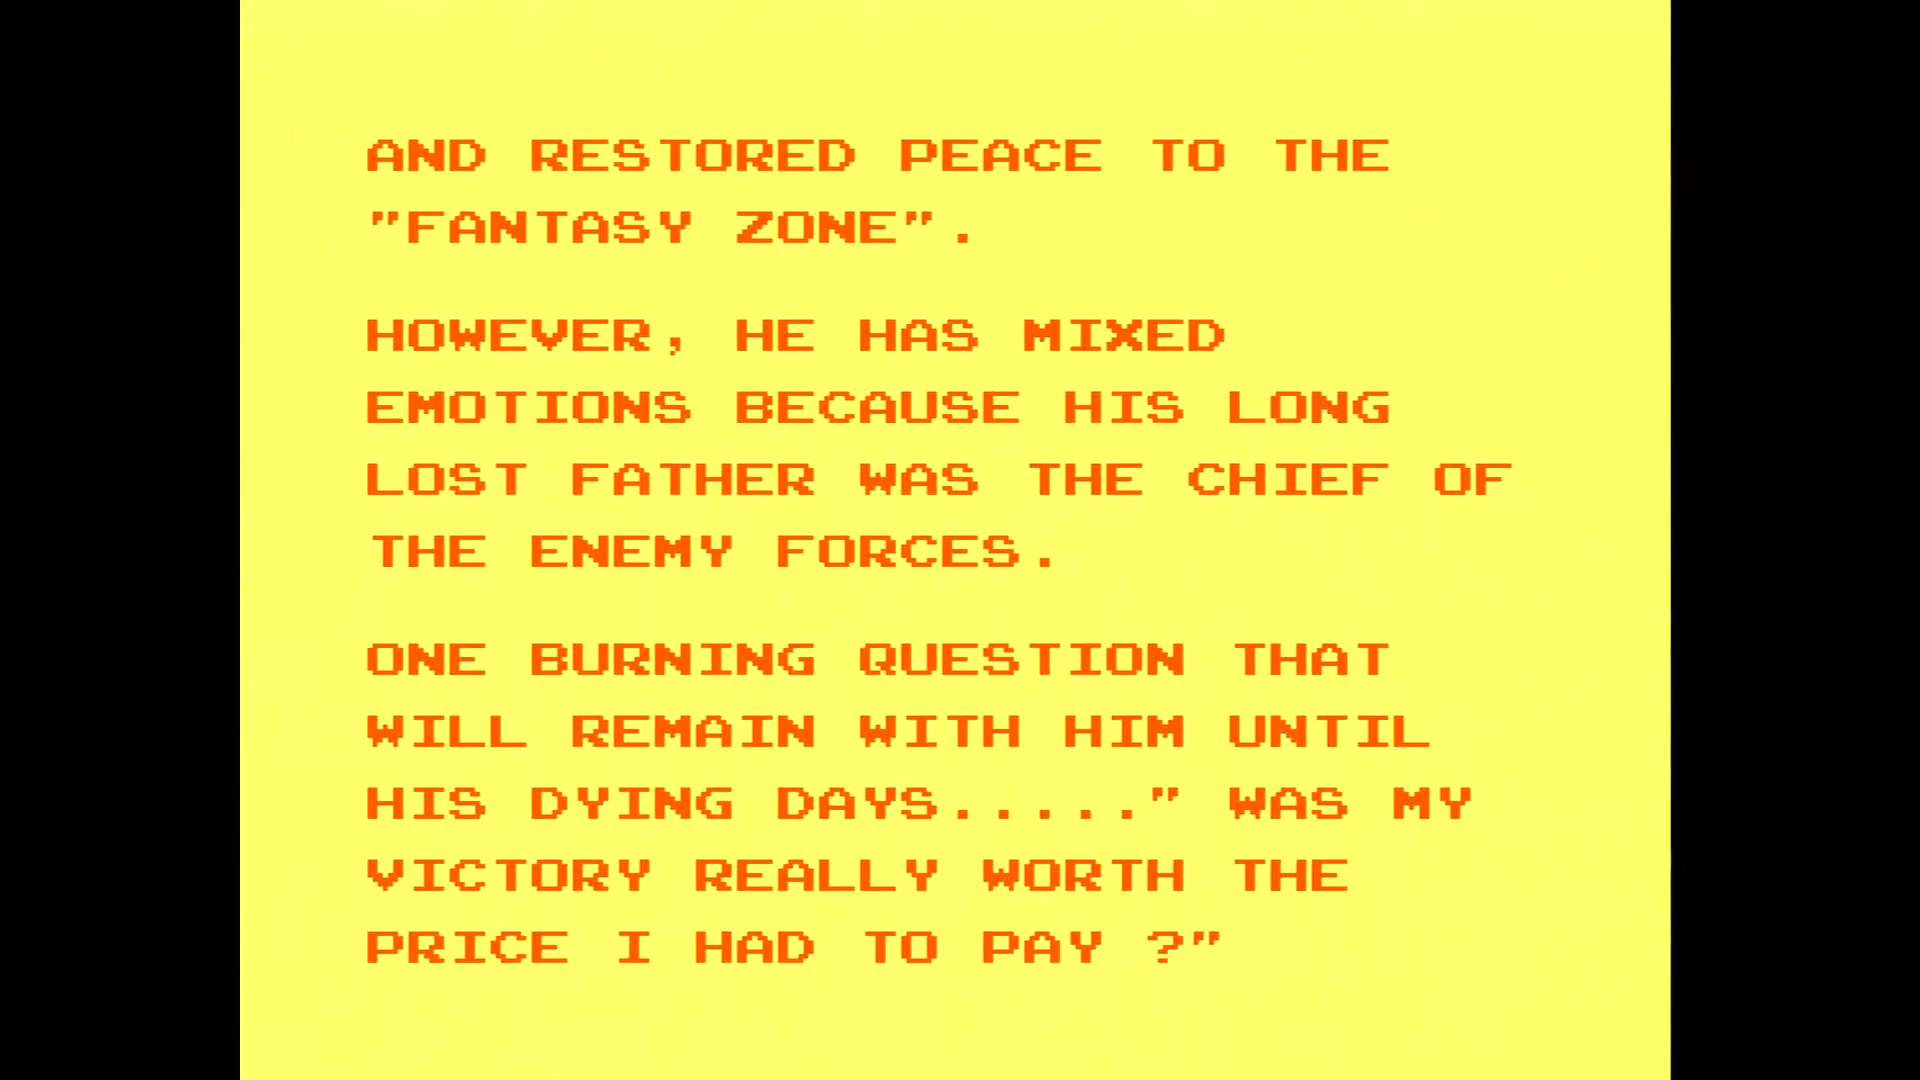 AND RESTORED PEACE TO THE
"FANTASY ZONE".
HOWEVER, HE HAS MIXED
EMOTIONS BECAUSE HIS LONG
LOST FATHER WAS THE CHIEF OF
THE ENEMY FORCES.
ONE BURNING QUESTION THAT
WILL REMAIN WITH HIM UNTIL
HIS DYING DAYS....." WAS MY
VICTORY REALLY WORTH THE
PRICE I HAD TO PAY ?"